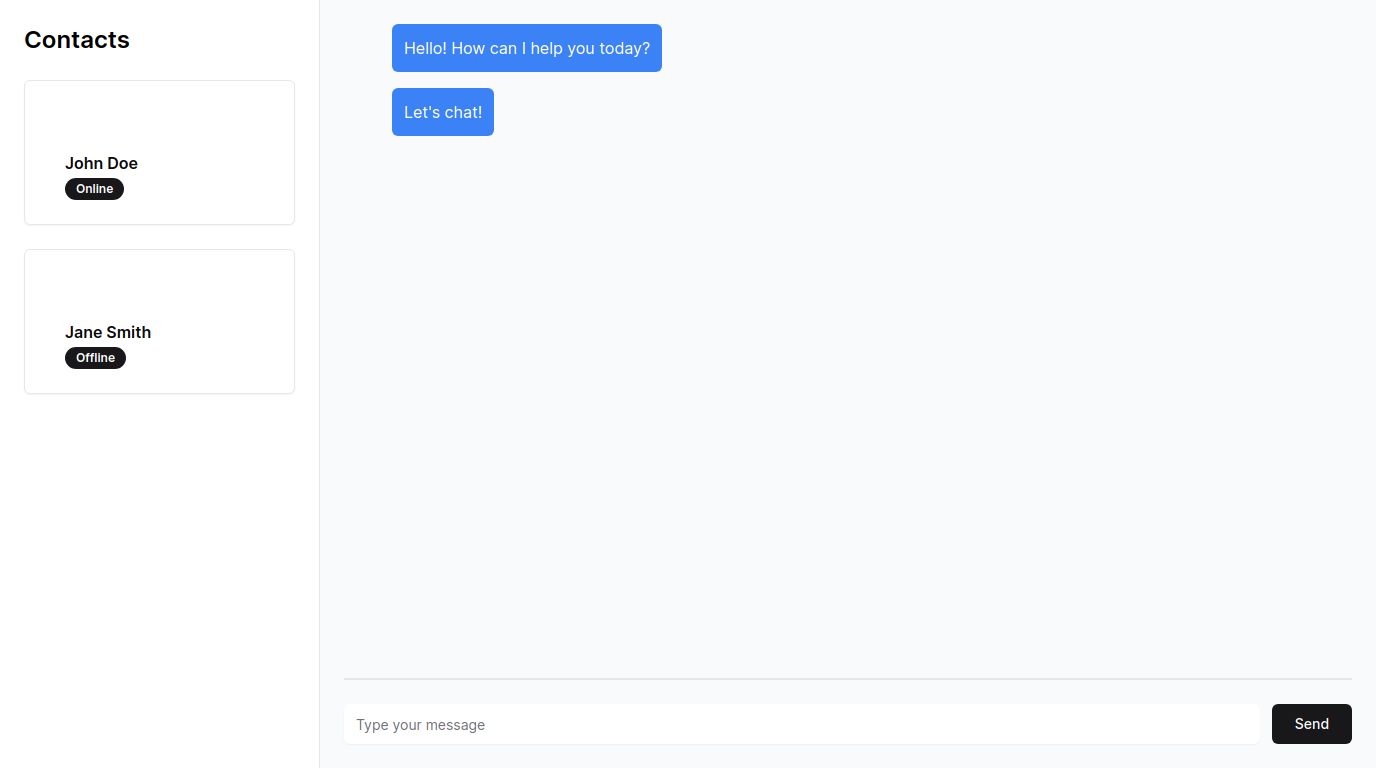 Contacts
John Doe
Online
Jane Smith
Offline
Hello! How can I help you today?
Let's chat!
Type your message
Send